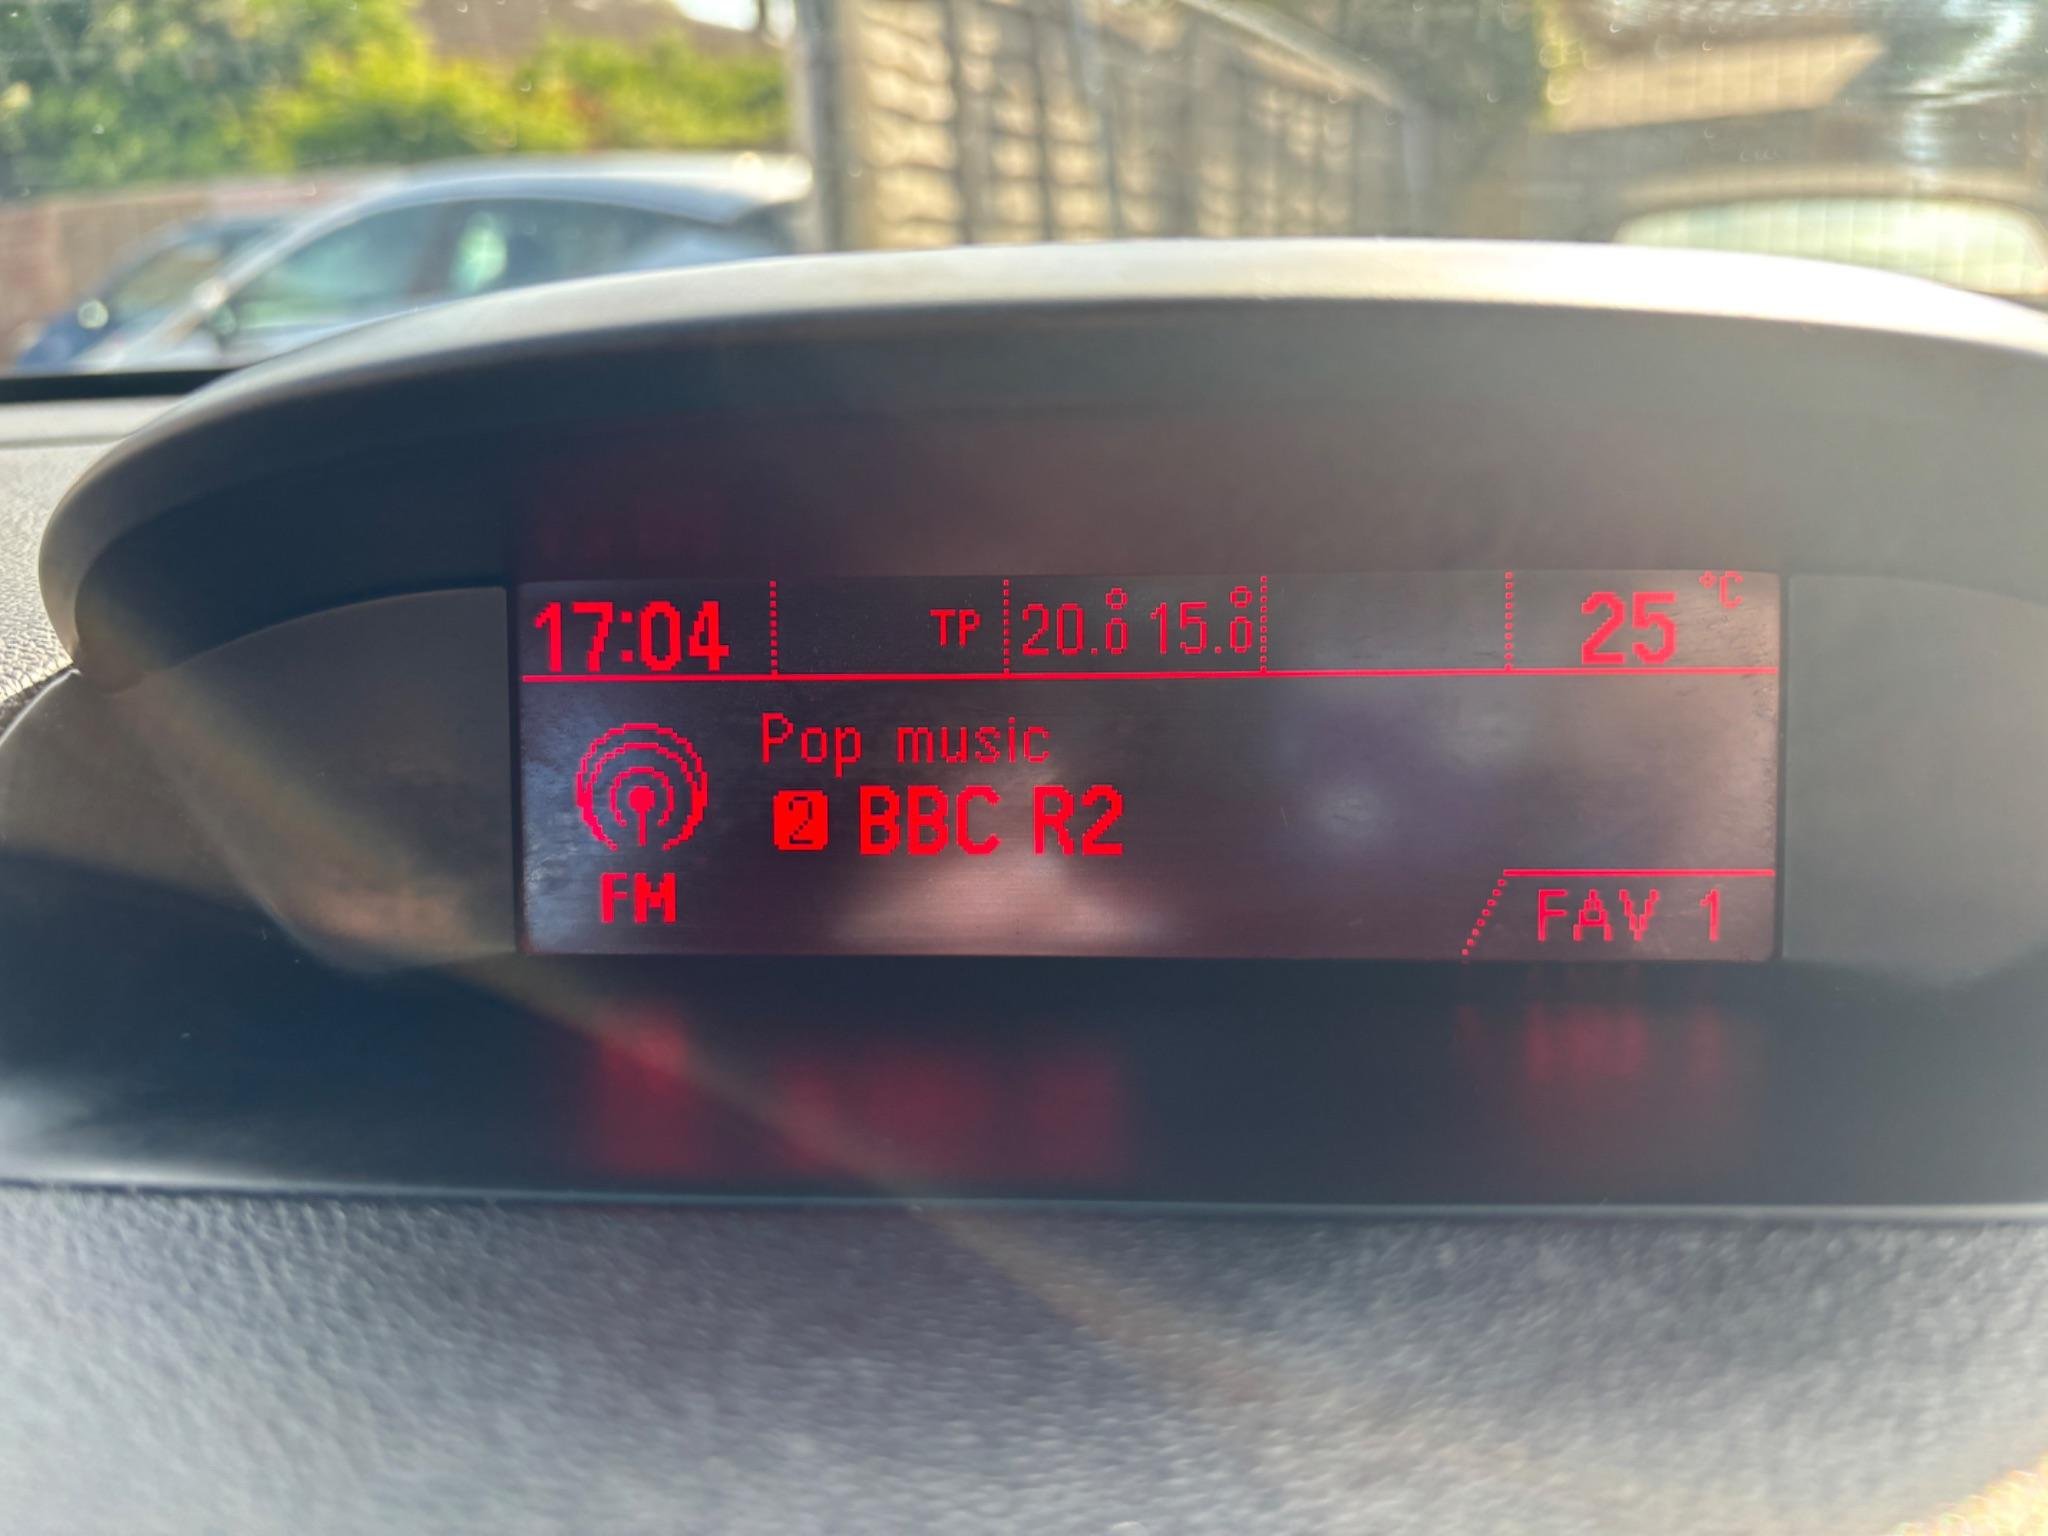 17:04 TP 20.0° 15.0° 25 °C
Pop music
2 BBC R2
FM
FAV 1